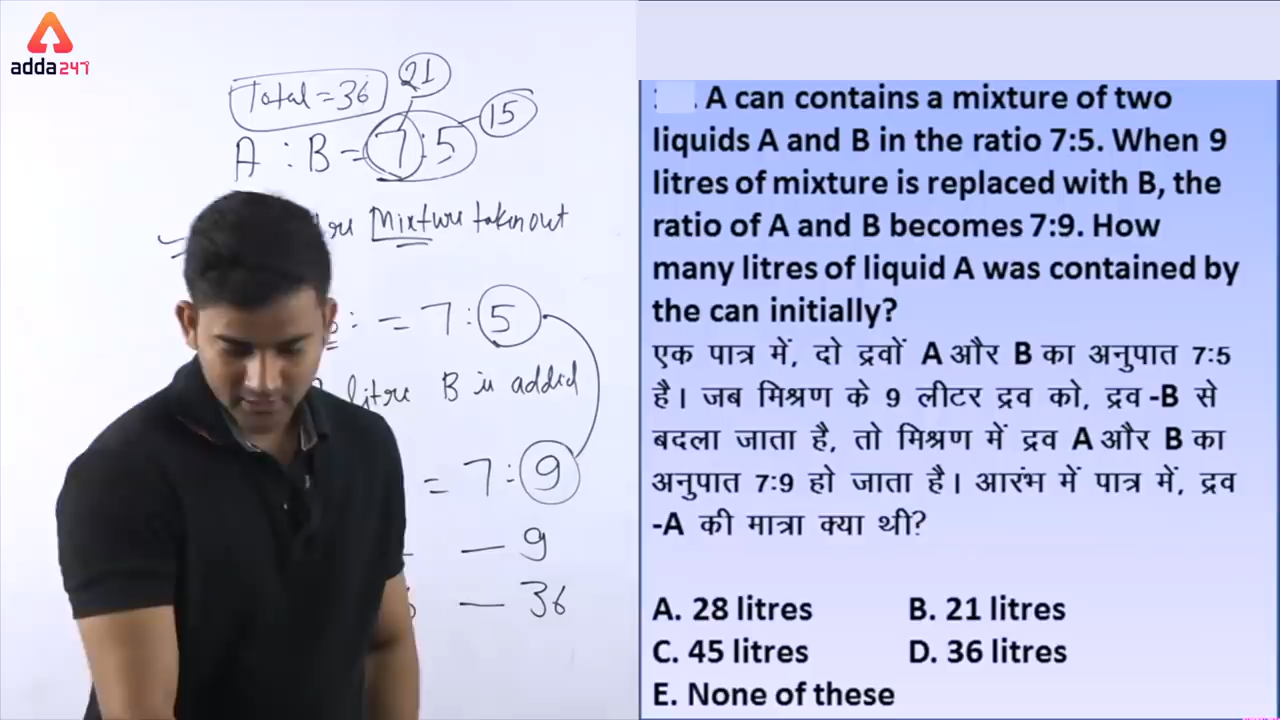 adda247
Total = 36
21
15
A : B = 7 : 5
Mixture taken out
: = 7 : 5
litre B is added
= 7 : 9
— 9
— 36
. A can contains a mixture of two
liquids A and B in the ratio 7:5. When 9
litres of mixture is replaced with B, the
ratio of A and B becomes 7:9. How
many litres of liquid A was contained by
the can initially?
एक पात्र में, दो द्रवों A और B का अनुपात 7:5
है। जब मिश्रण के 9 लीटर द्रव को, द्रव -B से
बदला जाता है, तो मिश्रण में द्रव A और B का
अनुपात 7:9 हो जाता है। आरंभ में पात्र में, द्रव
-A की मात्रा क्या थी?
A. 28 litres B. 21 litres
C. 45 litres D. 36 litres
E. None of these